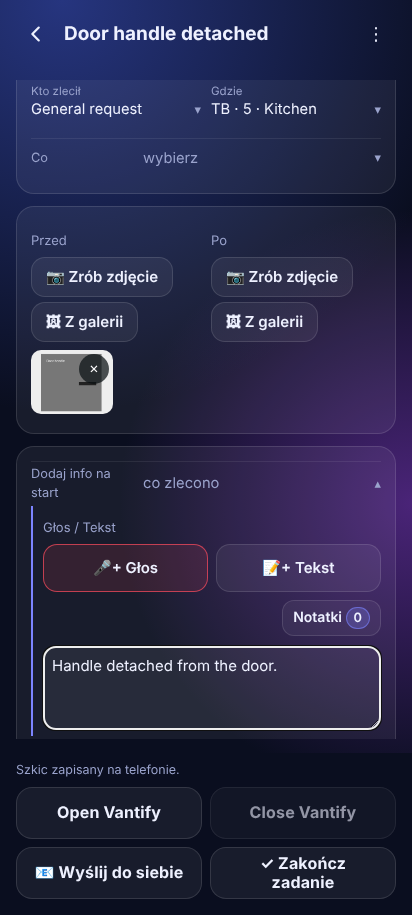 Door handle detached
Kto zlecił
Gdzie
General request
TB · 5 · Kitchen
Co
wybierz
Przed
Po
Zrób zdjęcie
Zrób zdjęcie
Z galerii
Z galerii
Dodaj info na
start
co zlecono
Głos / Tekst
+ Głos
+ Tekst
Notatki 0
Handle detached from the door.
Szkic zapisany na telefonie.
Open Vantify
Close Vantify
Wyślij do siebie
✓ Zakończ
zadanie